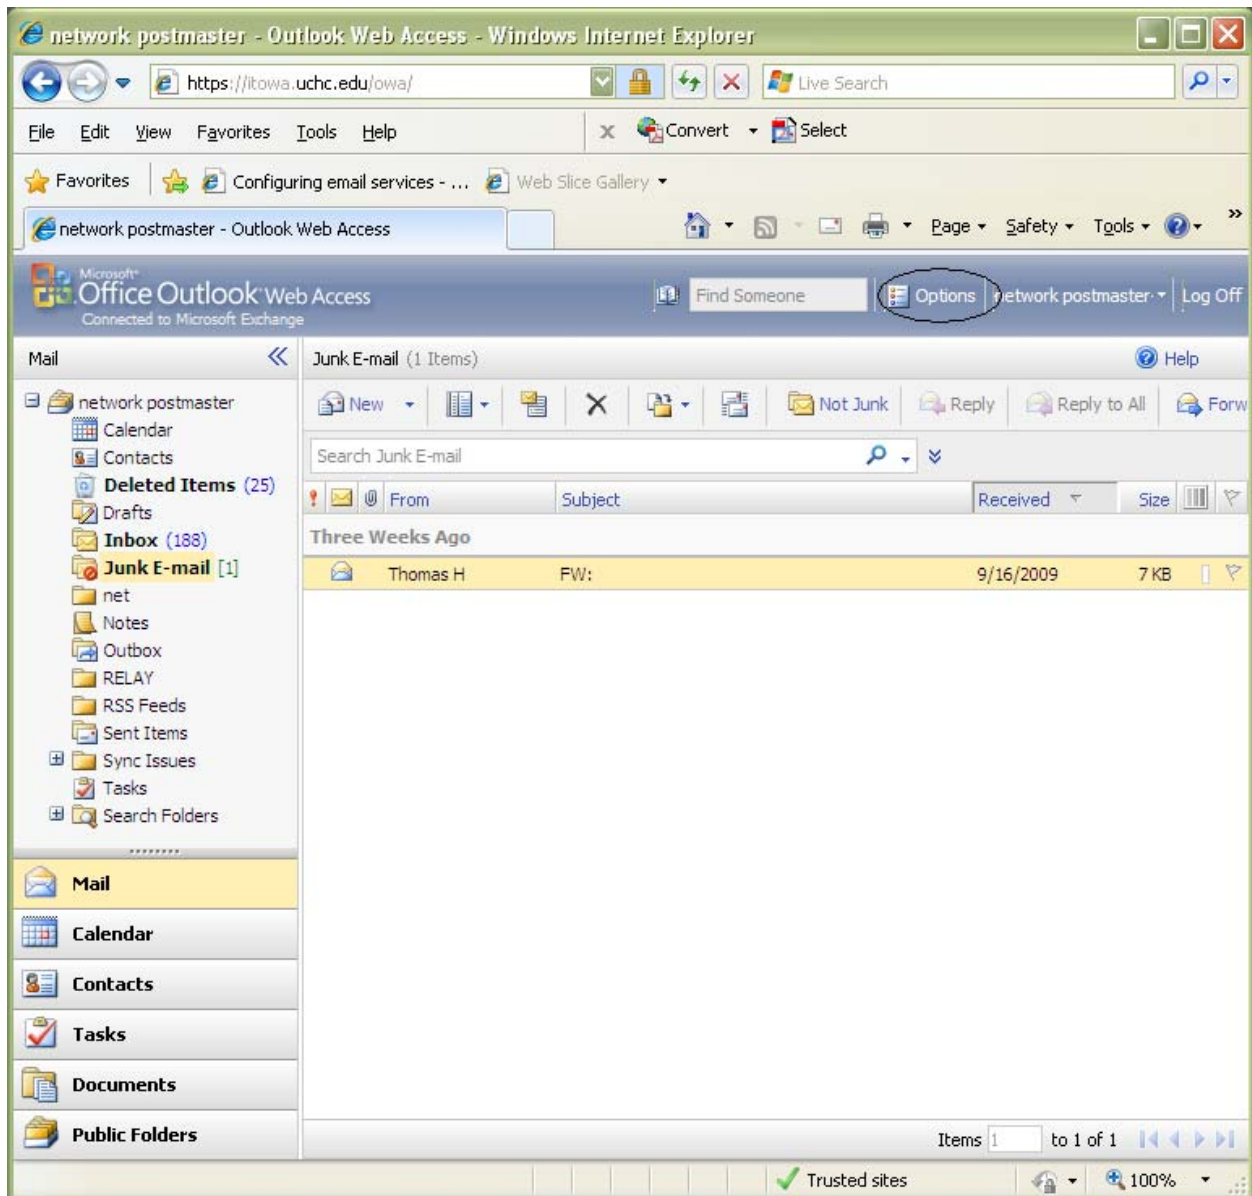 network postmaster - Outlook Web Access - Windows Internet Explorer
https://itowa.uchc.edu/owa/
Live Search
File Edit View Favorites Tools Help
x Convert Select
Favorites Configuring email services - ... Web Slice Gallery
network postmaster - Outlook Web Access
Page Safety Tools »
Microsoft
Office Outlook Web Access
Connected to Microsoft Exchange
Find Someone Options network postmaster Log Off
Mail
Junk E-mail (1 Items) Help
New Not Junk Reply Reply to All Forw
Search Junk E-mail
From Subject Received Size
Three Weeks Ago
Thomas H FW: 9/16/2009 7 KB
network postmaster
Calendar
Contacts
Deleted Items (25)
Drafts
Inbox (188)
Junk E-mail [1]
net
Notes
Outbox
RELAY
RSS Feeds
Sent Items
Sync Issues
Tasks
Search Folders
Mail
Calendar
Contacts
Tasks
Documents
Public Folders
Items 1 to 1 of 1
Trusted sites 100%